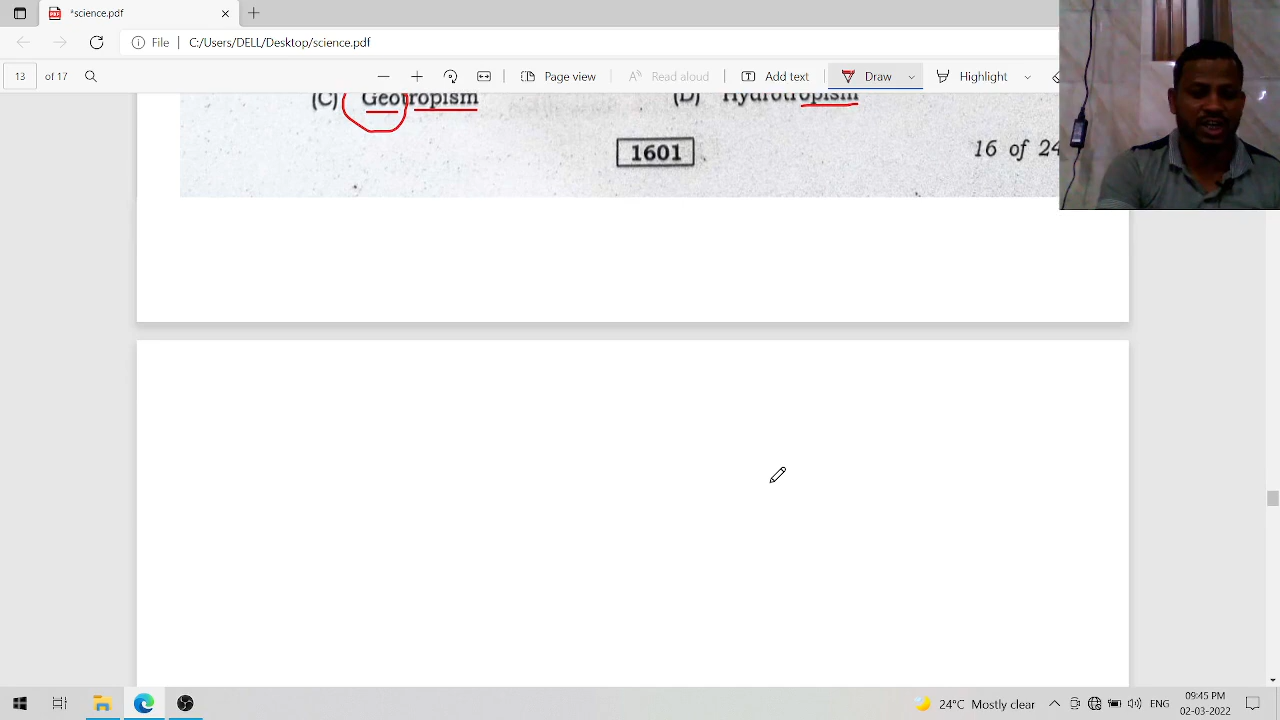 *science.pdf
File | C:/Users/DELL/Desktop/science.pdf
13 of 17 Page view Read aloud Add text Draw Highlight
(C) Geotropism (D) Hydrotropism
1601 16 of 24
24°C Mostly clear ENG 09:45 PM
02-03-2022